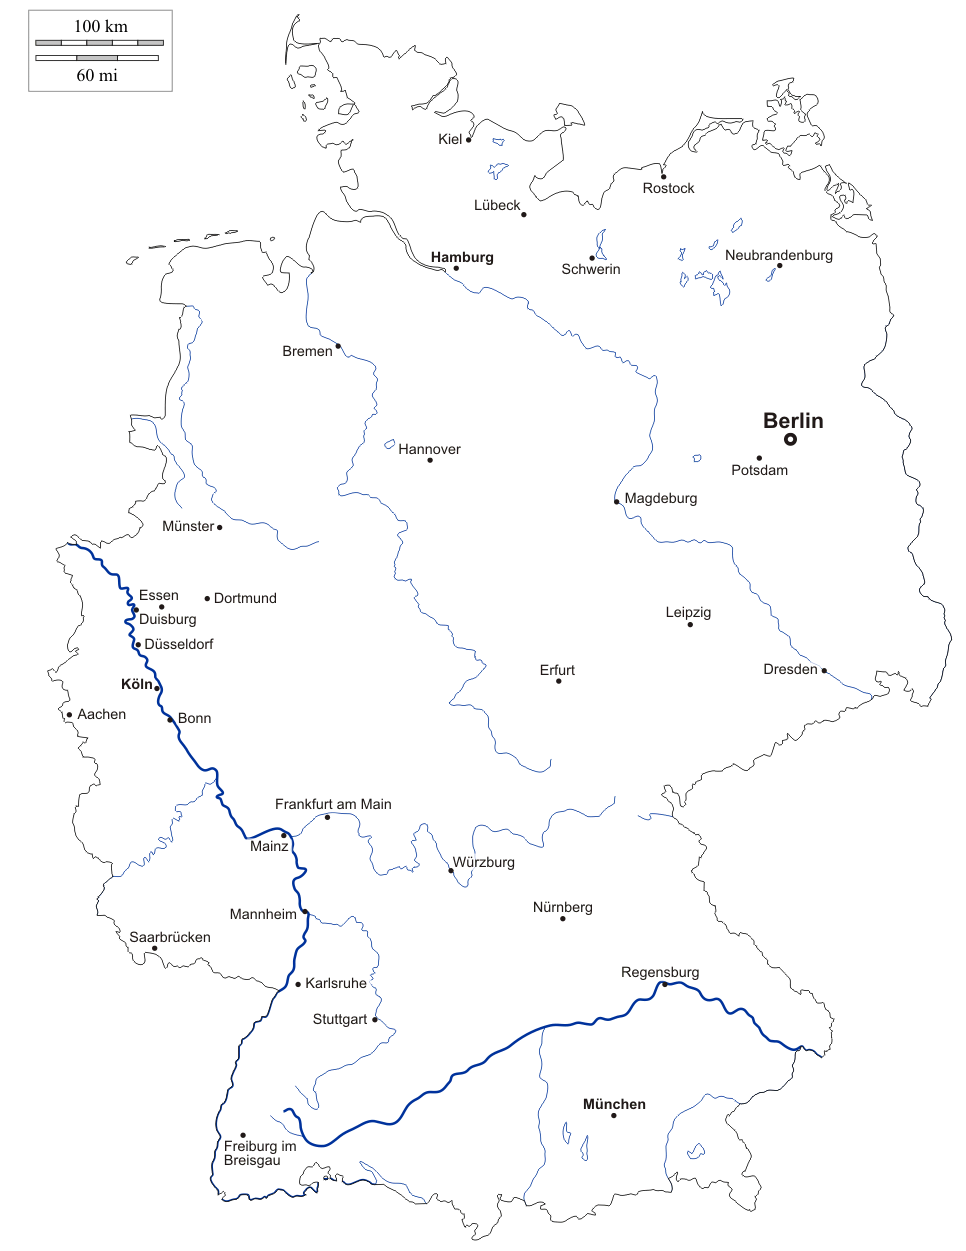 100 km
60 mi
Kiel
Rostock
Lübeck
Hamburg
Schwerin
Neubrandenburg
Bremen
Berlin
Hannover
Potsdam
Magdeburg
Münster
Essen
Dortmund
Duisburg
Leipzig
Düsseldorf
Erfurt
Dresden
Köln
Aachen
Bonn
Frankfurt am Main
Mainz
Würzburg
Mannheim
Nürnberg
Saarbrücken
Regensburg
Karlsruhe
Stuttgart
München
Freiburg im
Breisgau